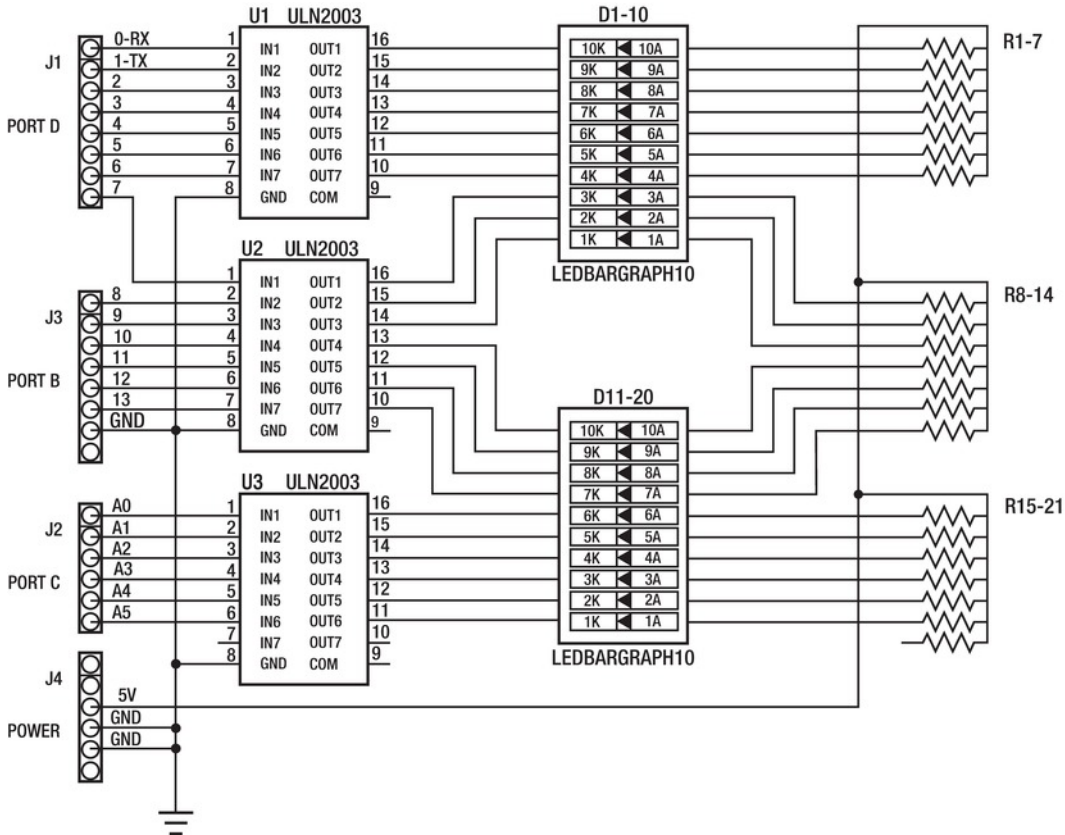 U1 ULN2003
D1-10
R1-7
J1
PORT D
0-RX
1-TX
2
3
4
5
6
7
1 IN1 OUT1 16
2 IN2 OUT2 15
3 IN3 OUT3 14
4 IN4 OUT4 13
5 IN5 OUT5 12
6 IN6 OUT6 11
7 IN7 OUT7 10
8 GND COM 9
10K 10A
9K 9A
8K 8A
7K 7A
6K 6A
5K 5A
4K 4A
3K 3A
2K 2A
1K 1A
LEDBARGRAPH10
U2 ULN2003
R8-14
J3
PORT B
8
9
10
11
12
13
GND
1 IN1 OUT1 16
2 IN2 OUT2 15
3 IN3 OUT3 14
4 IN4 OUT4 13
5 IN5 OUT5 12
6 IN6 OUT6 11
7 IN7 OUT7 10
8 GND COM 9
D11-20
10K 10A
9K 9A
8K 8A
7K 7A
6K 6A
5K 5A
4K 4A
3K 3A
2K 2A
1K 1A
LEDBARGRAPH10
U3 ULN2003
R15-21
J2
PORT C
A0
A1
A2
A3
A4
A5
1 IN1 OUT1 16
2 IN2 OUT2 15
3 IN3 OUT3 14
4 IN4 OUT4 13
5 IN5 OUT5 12
6 IN6 OUT6 11
7 IN7 OUT7 10
8 GND COM 9
J4
POWER
5V
GND
GND